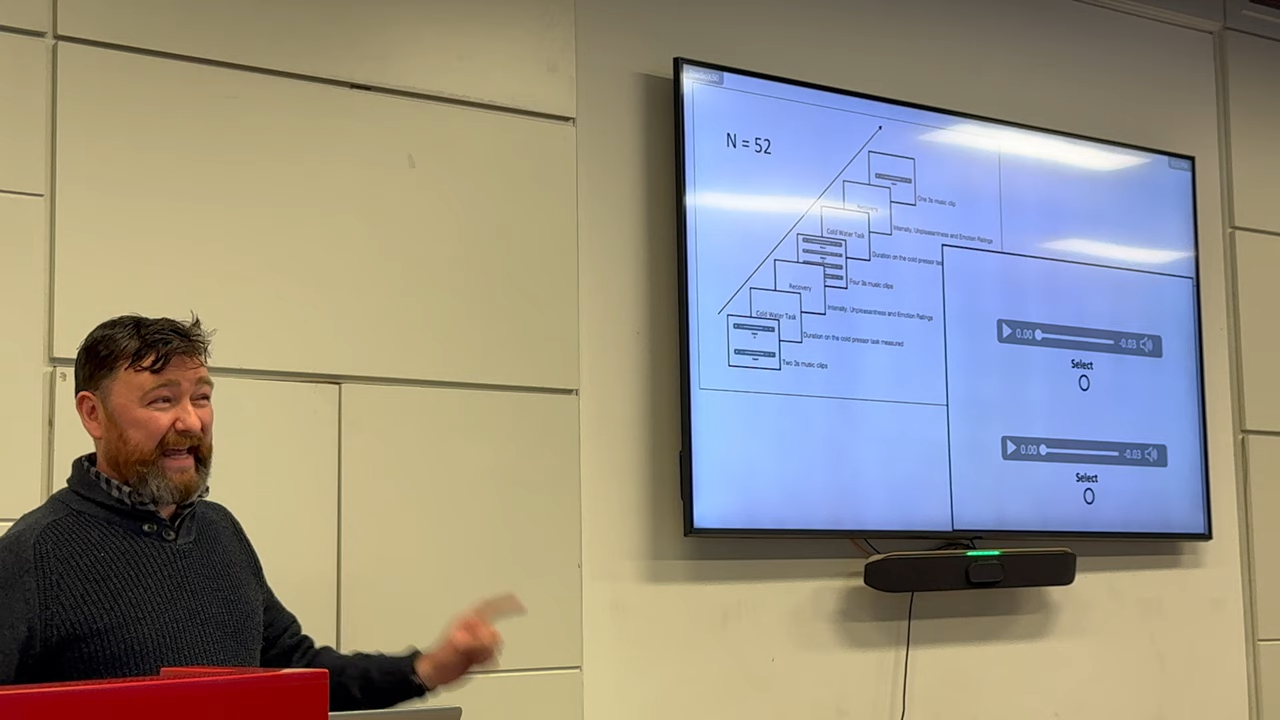 N = 52
One 3s music clip
Recovery
Intensity, Unpleasantness and Emotion Ratings
Cold Water Task
Duration on the cold pressor
Four 3s music clips
Recovery
Intensity, Unpleasantness and Emotion Ratings
Cold Water Task
Duration on the cold pressor task measured
Two 3s music clips
0.00 -0.03
Select
0.00 -0.03
Select